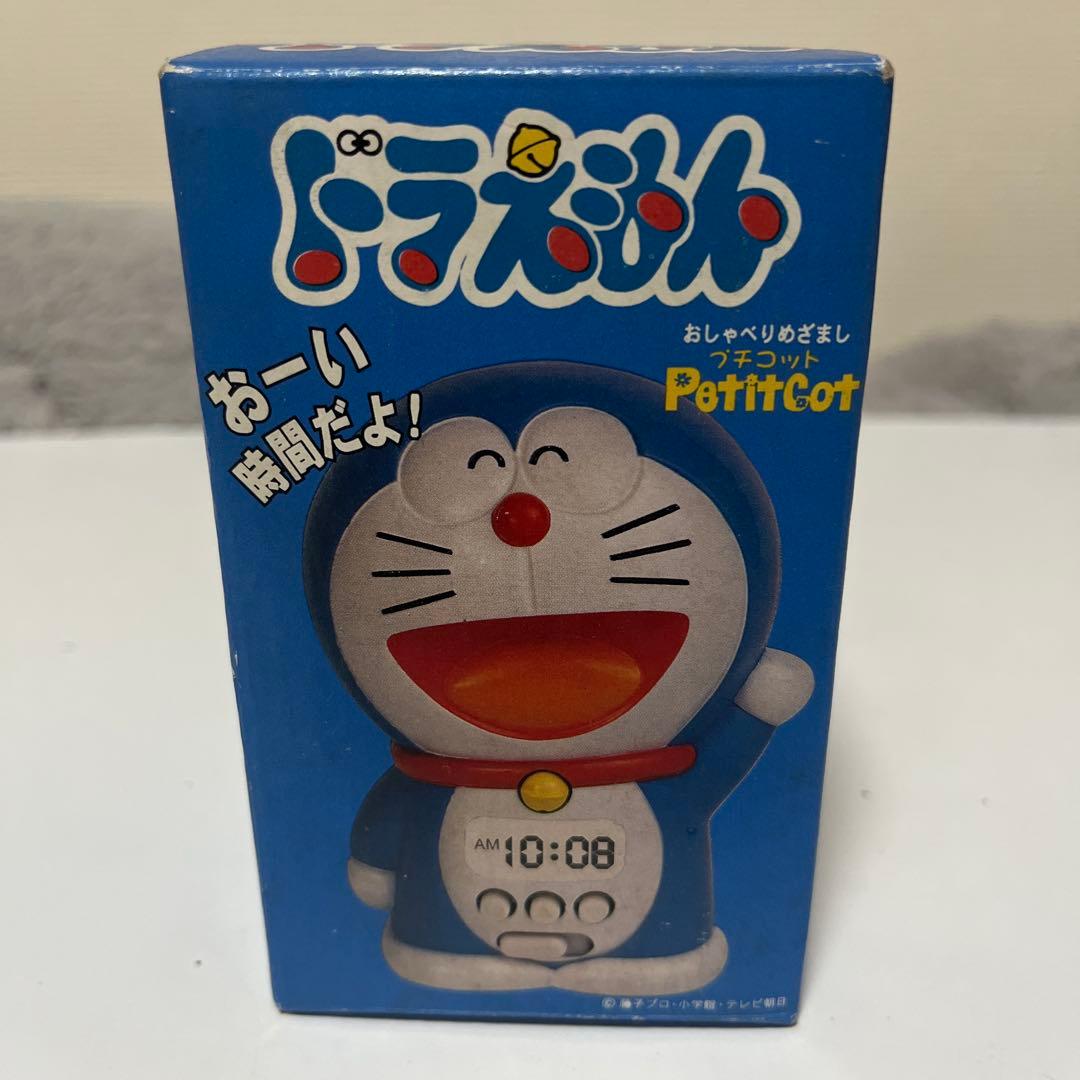 ドラえもん
おしゃべりめざまし
プチコット
PetitCot
おーい
時間だよ!
AM 10:08
© 藤子プロ・小学館・テレビ朝日